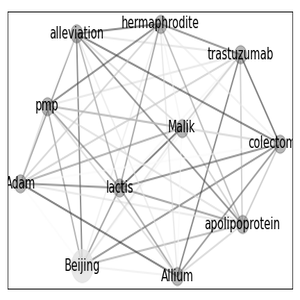 hermaphrodite
alleviation
trastuzumab
pmp
Malik
colectom
Adam
lactis
apolipoprotein
Beijing
Allium